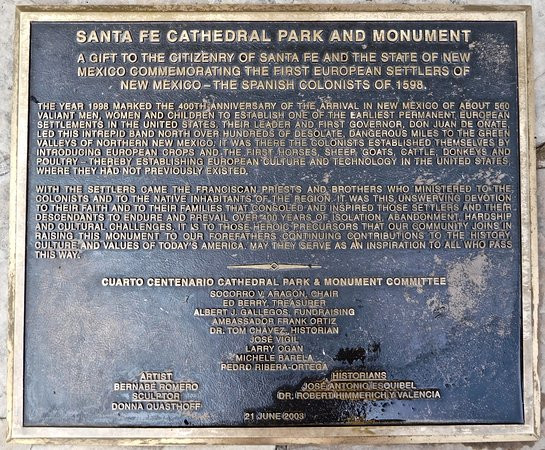 SANTA FE CATHEDRAL PARK AND MONUMENT
A GIFT TO THE CITIZENRY OF SANTA FE AND THE STATE OF NEW
MEXICO COMMEMORATING THE FIRST EUROPEAN SETTLERS OF
NEW MEXICO – THE SPANISH COLONISTS OF 1598.
THE YEAR 1998 MARKED THE 400TH ANNIVERSARY OF THE ARRIVAL IN NEW MEXICO OF ABOUT 560
VALIANT MEN, WOMEN AND CHILDREN TO ESTABLISH ONE OF THE EARLIEST PERMANENT EUROPEAN
SETTLEMENTS IN THE UNITED STATES. THEIR LEADER AND FIRST GOVERNOR, DON JUAN DE OÑATE,
LED THIS INTREPID BAND NORTH OVER HUNDREDS OF DESOLATE, DANGEROUS MILES TO THE GREEN
VALLEYS OF NORTHERN NEW MEXICO. IT WAS THERE THE COLONISTS ESTABLISHED THEMSELVES BY
INTRODUCING EUROPEAN CROPS AND THE FIRST HORSES, SHEEP, GOATS, CATTLE, DONKEYS AND
POULTRY – THEREBY ESTABLISHING EUROPEAN CULTURE AND TECHNOLOGY IN THE UNITED STATES
WHERE THEY HAD NOT PREVIOUSLY EXISTED.
WITH THE SETTLERS CAME THE FRANCISCAN PRIESTS AND BROTHERS WHO MINISTERED TO THE
COLONISTS AND TO THE NATIVE INHABITANTS OF THE REGION. IT WAS THIS UNSWERVING DEVOTION
TO THEIR FAITH AND TO THEIR FAMILIES THAT CONSOLED AND INSPIRED THOSE SETTLERS AND THEIR
DESCENDANTS TO ENDURE AND PREVAIL OVER 400 YEARS OF ISOLATION, ABANDONMENT, HARDSHIP
AND CULTURAL CHALLENGES. IT IS TO THOSE HEROIC PRECURSORS THAT OUR COMMUNITY JOINS IN
RAISING THIS MONUMENT TO OUR FOREFATHERS CONTINUING CONTRIBUTIONS TO THE HISTORY,
CULTURE, AND VALUES OF TODAY'S AMERICA. MAY THEY SERVE AS AN INSPIRATION TO ALL WHO PASS
THIS WAY.
CUARTO CENTENARIO CATHEDRAL PARK & MONUMENT COMMITTEE
SOCORRO V. ARAGON, CHAIR
ED BERRY, TREASURER
ALBERT J. GALLEGOS, FUNDRAISING
AMBASSADOR FRANK ORTIZ
DR. TOM CHAVEZ, HISTORIAN
JOSÉ VIGIL
LARRY OGAN
MICHELE BARELA
PEDRO RIBERA-ORTEGA
ARTIST
BERNABÉ ROMERO
SCULPTOR
DONNA QUASTHOFF
HISTORIANS
JOSÉ ANTONIO ESQUIBEL
DR. ROBERT HIMMERICH Y VALENCIA
21 JUNE 2003